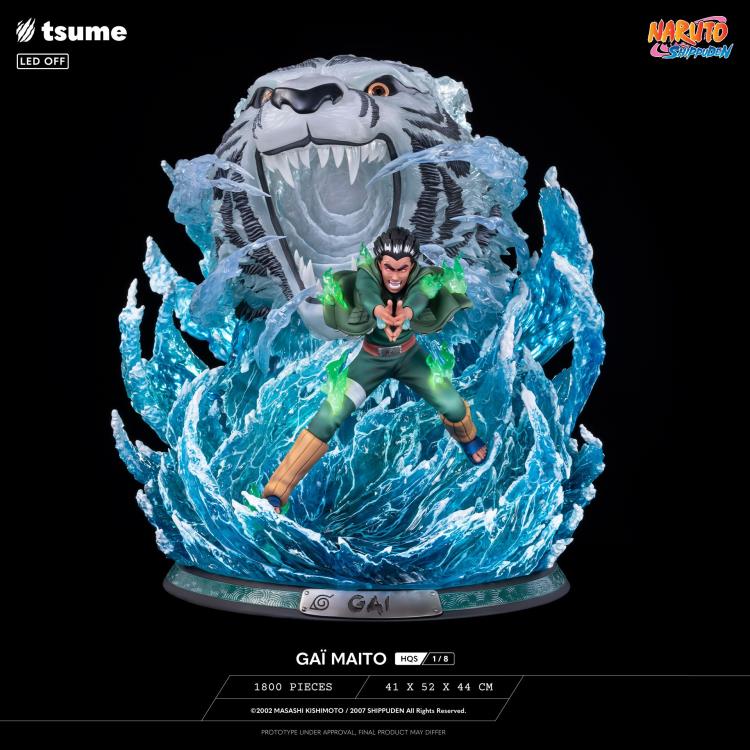 tsume
LED OFF
NARUTO
SHIPPUDEN
GAI
GAÏ MAITO HQS 1/8
1800 PIECES
41 X 52 X 44 CM
©2002 MASASHI KISHIMOTO / 2007 SHIPPUDEN All Rights Reserved.
PROTOTYPE UNDER APPROVAL, FINAL PRODUCT MAY DIFFER